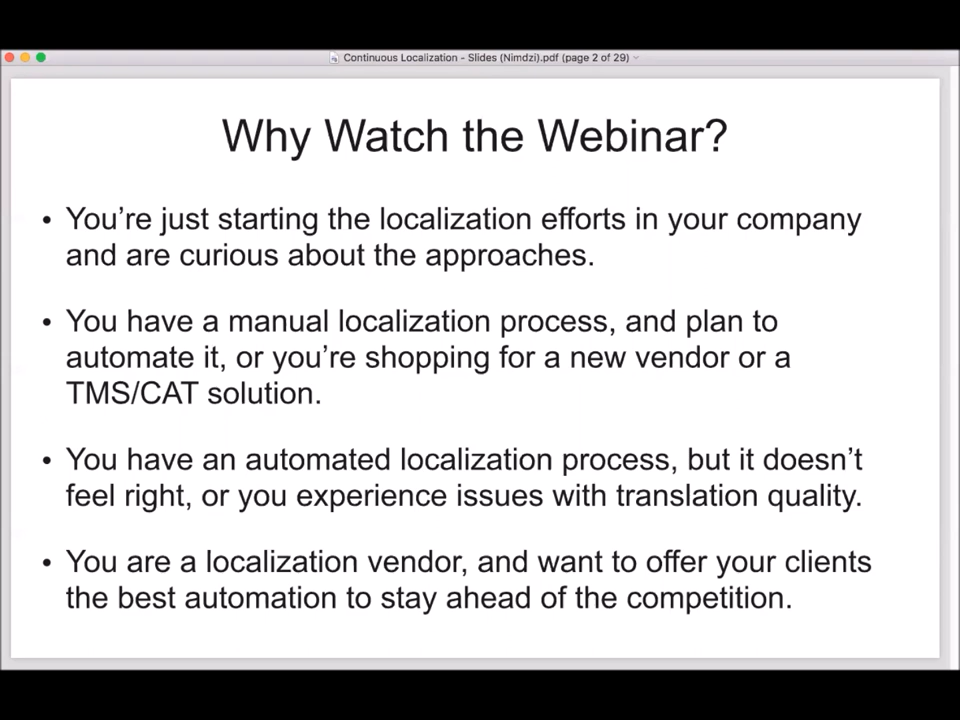 Continuous Localization - Slides (Nimdzi).pdf (page 2 of 29)
Why Watch the Webinar?
• You’re just starting the localization efforts in your company
and are curious about the approaches.
• You have a manual localization process, and plan to
automate it, or you’re shopping for a new vendor or a
TMS/CAT solution.
• You have an automated localization process, but it doesn’t
feel right, or you experience issues with translation quality.
• You are a localization vendor, and want to offer your clients
the best automation to stay ahead of the competition.